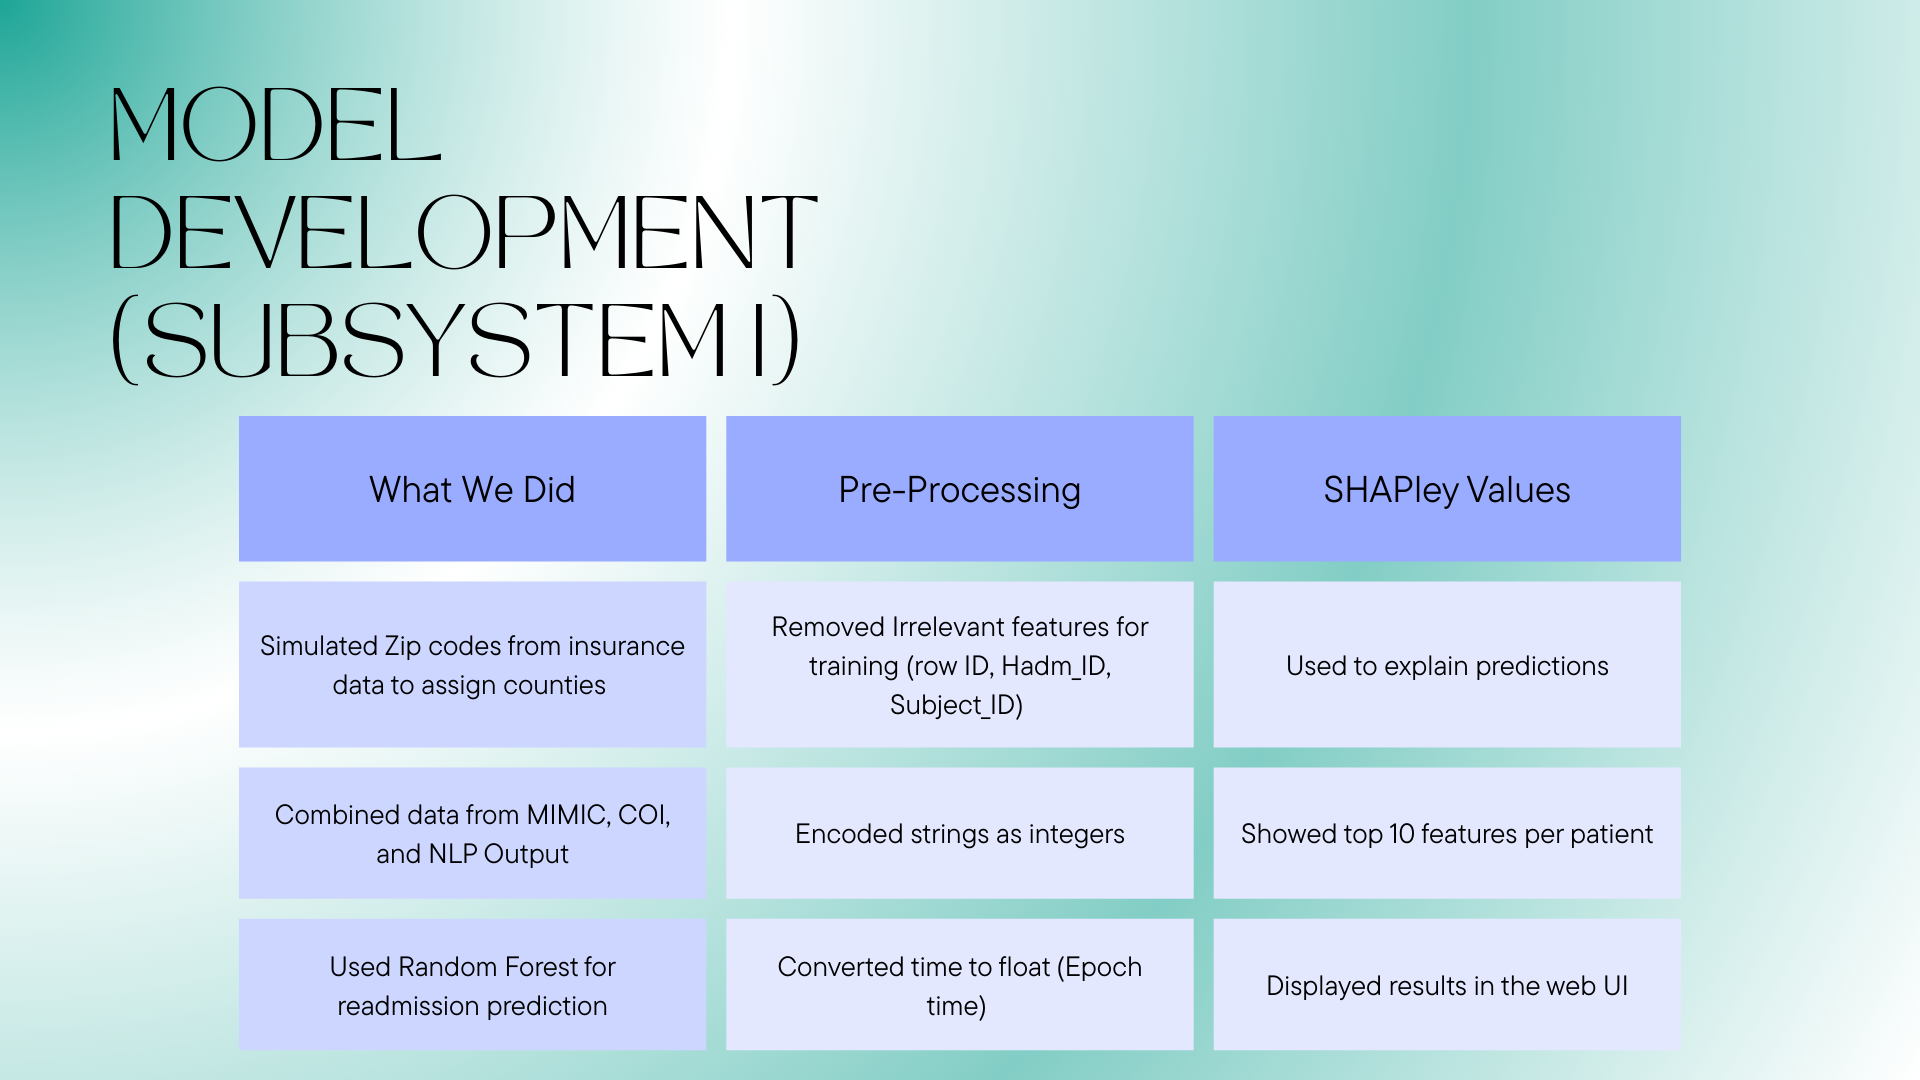 MODEL
DEVELOPMENT
(SUBSYSTEM I)
What We Did
Pre-Processing
SHAPley Values
Simulated Zip codes from insurance
data to assign counties
Removed Irrelevant features for
training (row ID, Hadm_ID,
Subject_ID)
Used to explain predictions
Combined data from MIMIC, COI,
and NLP Output
Encoded strings as integers
Showed top 10 features per patient
Used Random Forest for
readmission prediction
Converted time to float (Epoch
time)
Displayed results in the web UI